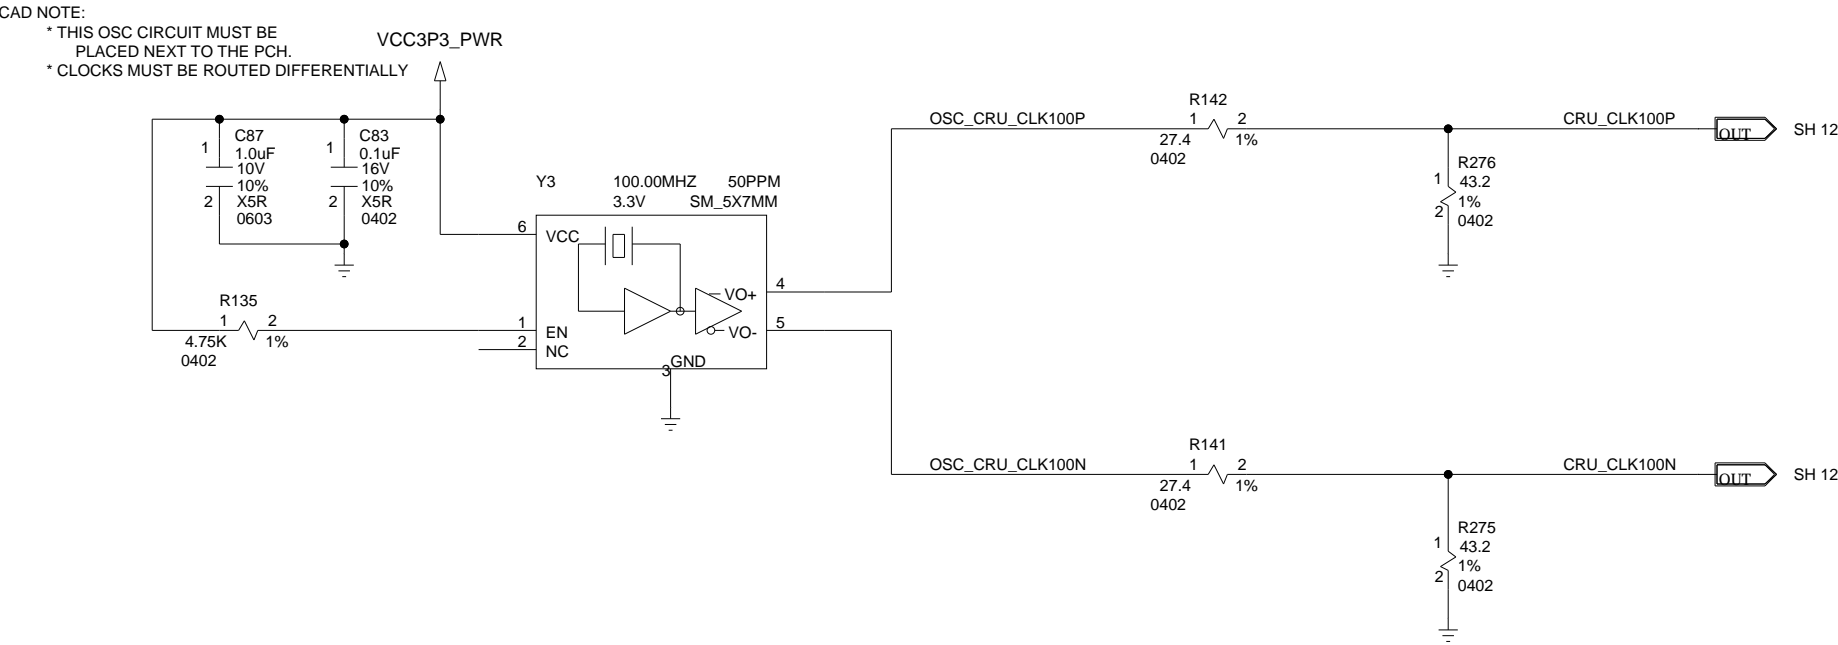 CAD NOTE:
* THIS OSC CIRCUIT MUST BE
PLACED NEXT TO THE PCH.
* CLOCKS MUST BE ROUTED DIFFERENTIALLY
VCC3P3_PWR
C87
1
1.0uF
10V
10%
2
X5R
0603
C83
1
0.1uF
16V
10%
2
X5R
0402
R135
1
2
4.75K
1%
0402
Y3
100.00MHZ
50PPM
3.3V
SM_5X7MM
6
VCC
1
EN
2
NC
3
GND
VO+
4
VO-
5
OSC_CRU_CLK100P
R142
1
2
27.4
1%
0402
CRU_CLK100P
OUT
SH 12
R276
1
43.2
1%
2
0402
OSC_CRU_CLK100N
R141
1
2
27.4
1%
0402
CRU_CLK100N
OUT
SH 12
R275
1
43.2
1%
2
0402